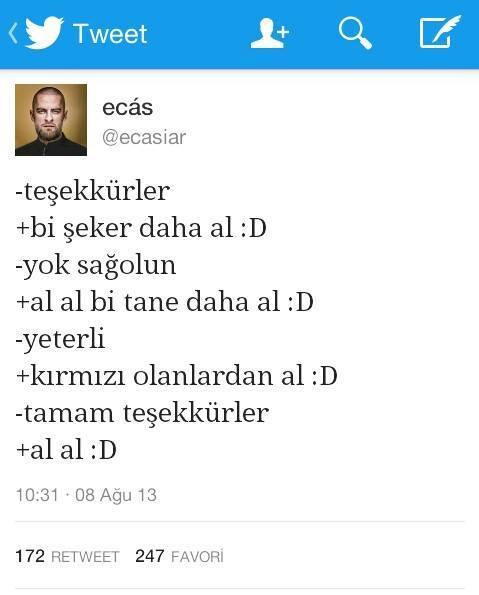 Tweet
ecás
@ecasiar
-teşekkürler
+bi şeker daha al :D
-yok sağolun
+al al bi tane daha al :D
-yeterli
+kırmızı olanlardan al :D
-tamam teşekkürler
+al al :D
10:31 · 08 Ağu 13
172 RETWEET 247 FAVORİ